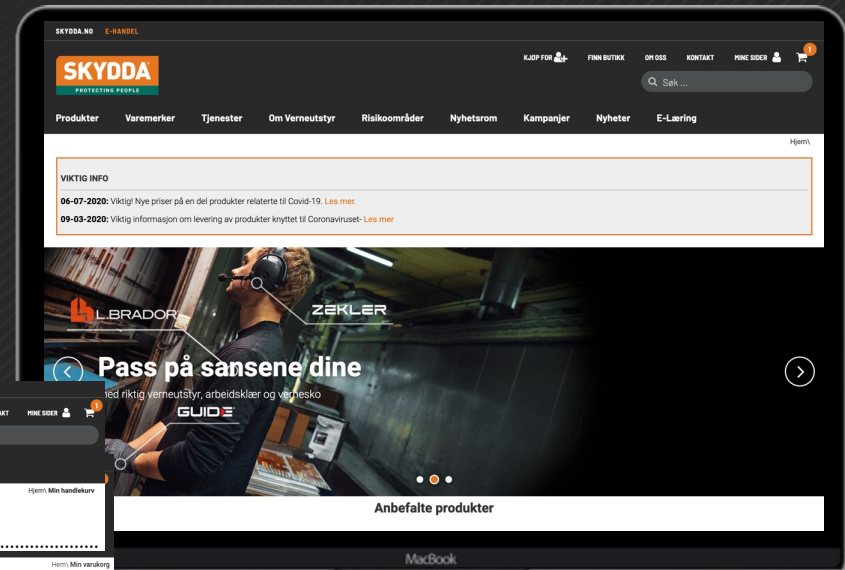 SKYDDA.NO E-HANDEL
KJØP FOR FINN BUTIKK OM OSS KONTAKT MINE SIDER 1
SKYDDA
PROTECTING PEOPLE
Søk ...
Produkter Varemerker Tjenester Om Verneutstyr Risikoområder Nyhetsrom Kampanjer Nyheter E-Læring
Hjem\
VIKTIG INFO
06-07-2020: Viktig! Nye priser på en del produkter relaterte til Covid-19. Les mer.
09-03-2020: Viktig informasjon om levering av produkter knyttet til Coronaviruset- Les mer
L.BRADOR
ZEKLER
Pass på sansene dine
med riktig verneutstyr, arbeidsklær og vernesko
GUIDE
Anbefalte produkter
MacBook
MINE SIDER 1
Hjem\ Min handlekurv
Hem\ Min varukorg